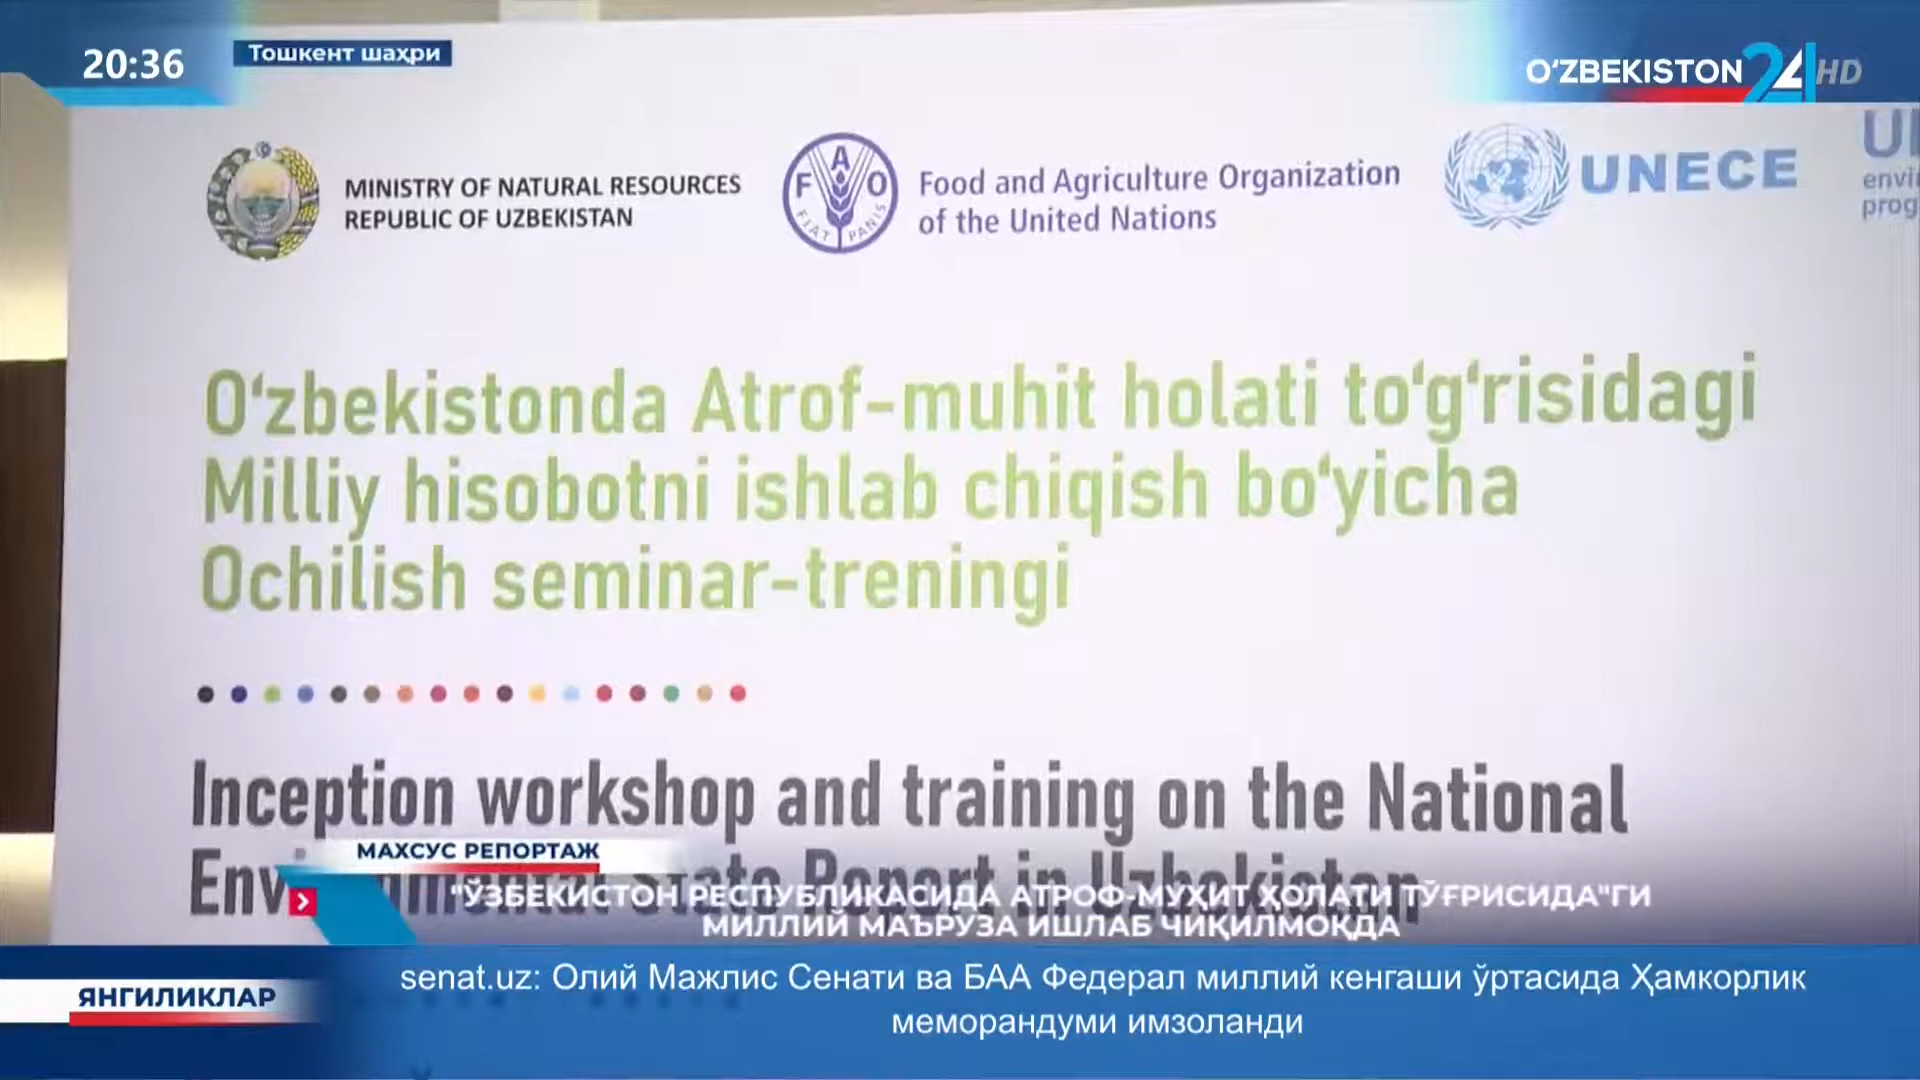 20:36
Тошкент шаҳри
O‘ZBEKISTON 24 HD
MINISTRY OF NATURAL RESOURCES
REPUBLIC OF UZBEKISTAN
FAO
FIAT PANIS
Food and Agriculture Organization
of the United Nations
UNECE
O‘zbekistonda Atrof-muhit holati to‘g‘risidagi
Milliy hisobotni ishlab chiqish bo‘yicha
Ochilish seminar-treningi
Inception workshop and training on the National
State Report in Uzbekistan
МАХСУС РЕПОРТАЖ
"ЎЗБЕКИСТОН РЕСПУБЛИКАСИДА АТРОФ-МУҲИТ ҲОЛАТИ ТЎҒРИСИДА"ГИ
МИЛЛИЙ МАЪРУЗА ИШЛАБ ЧИҚИЛМОҚДА
ЯНГИЛИКЛАР
senat.uz: Олий Мажлис Сенати ва БАА Федерал миллий кенгаши ўртасида Ҳамкорлик
меморандуми имзоланди